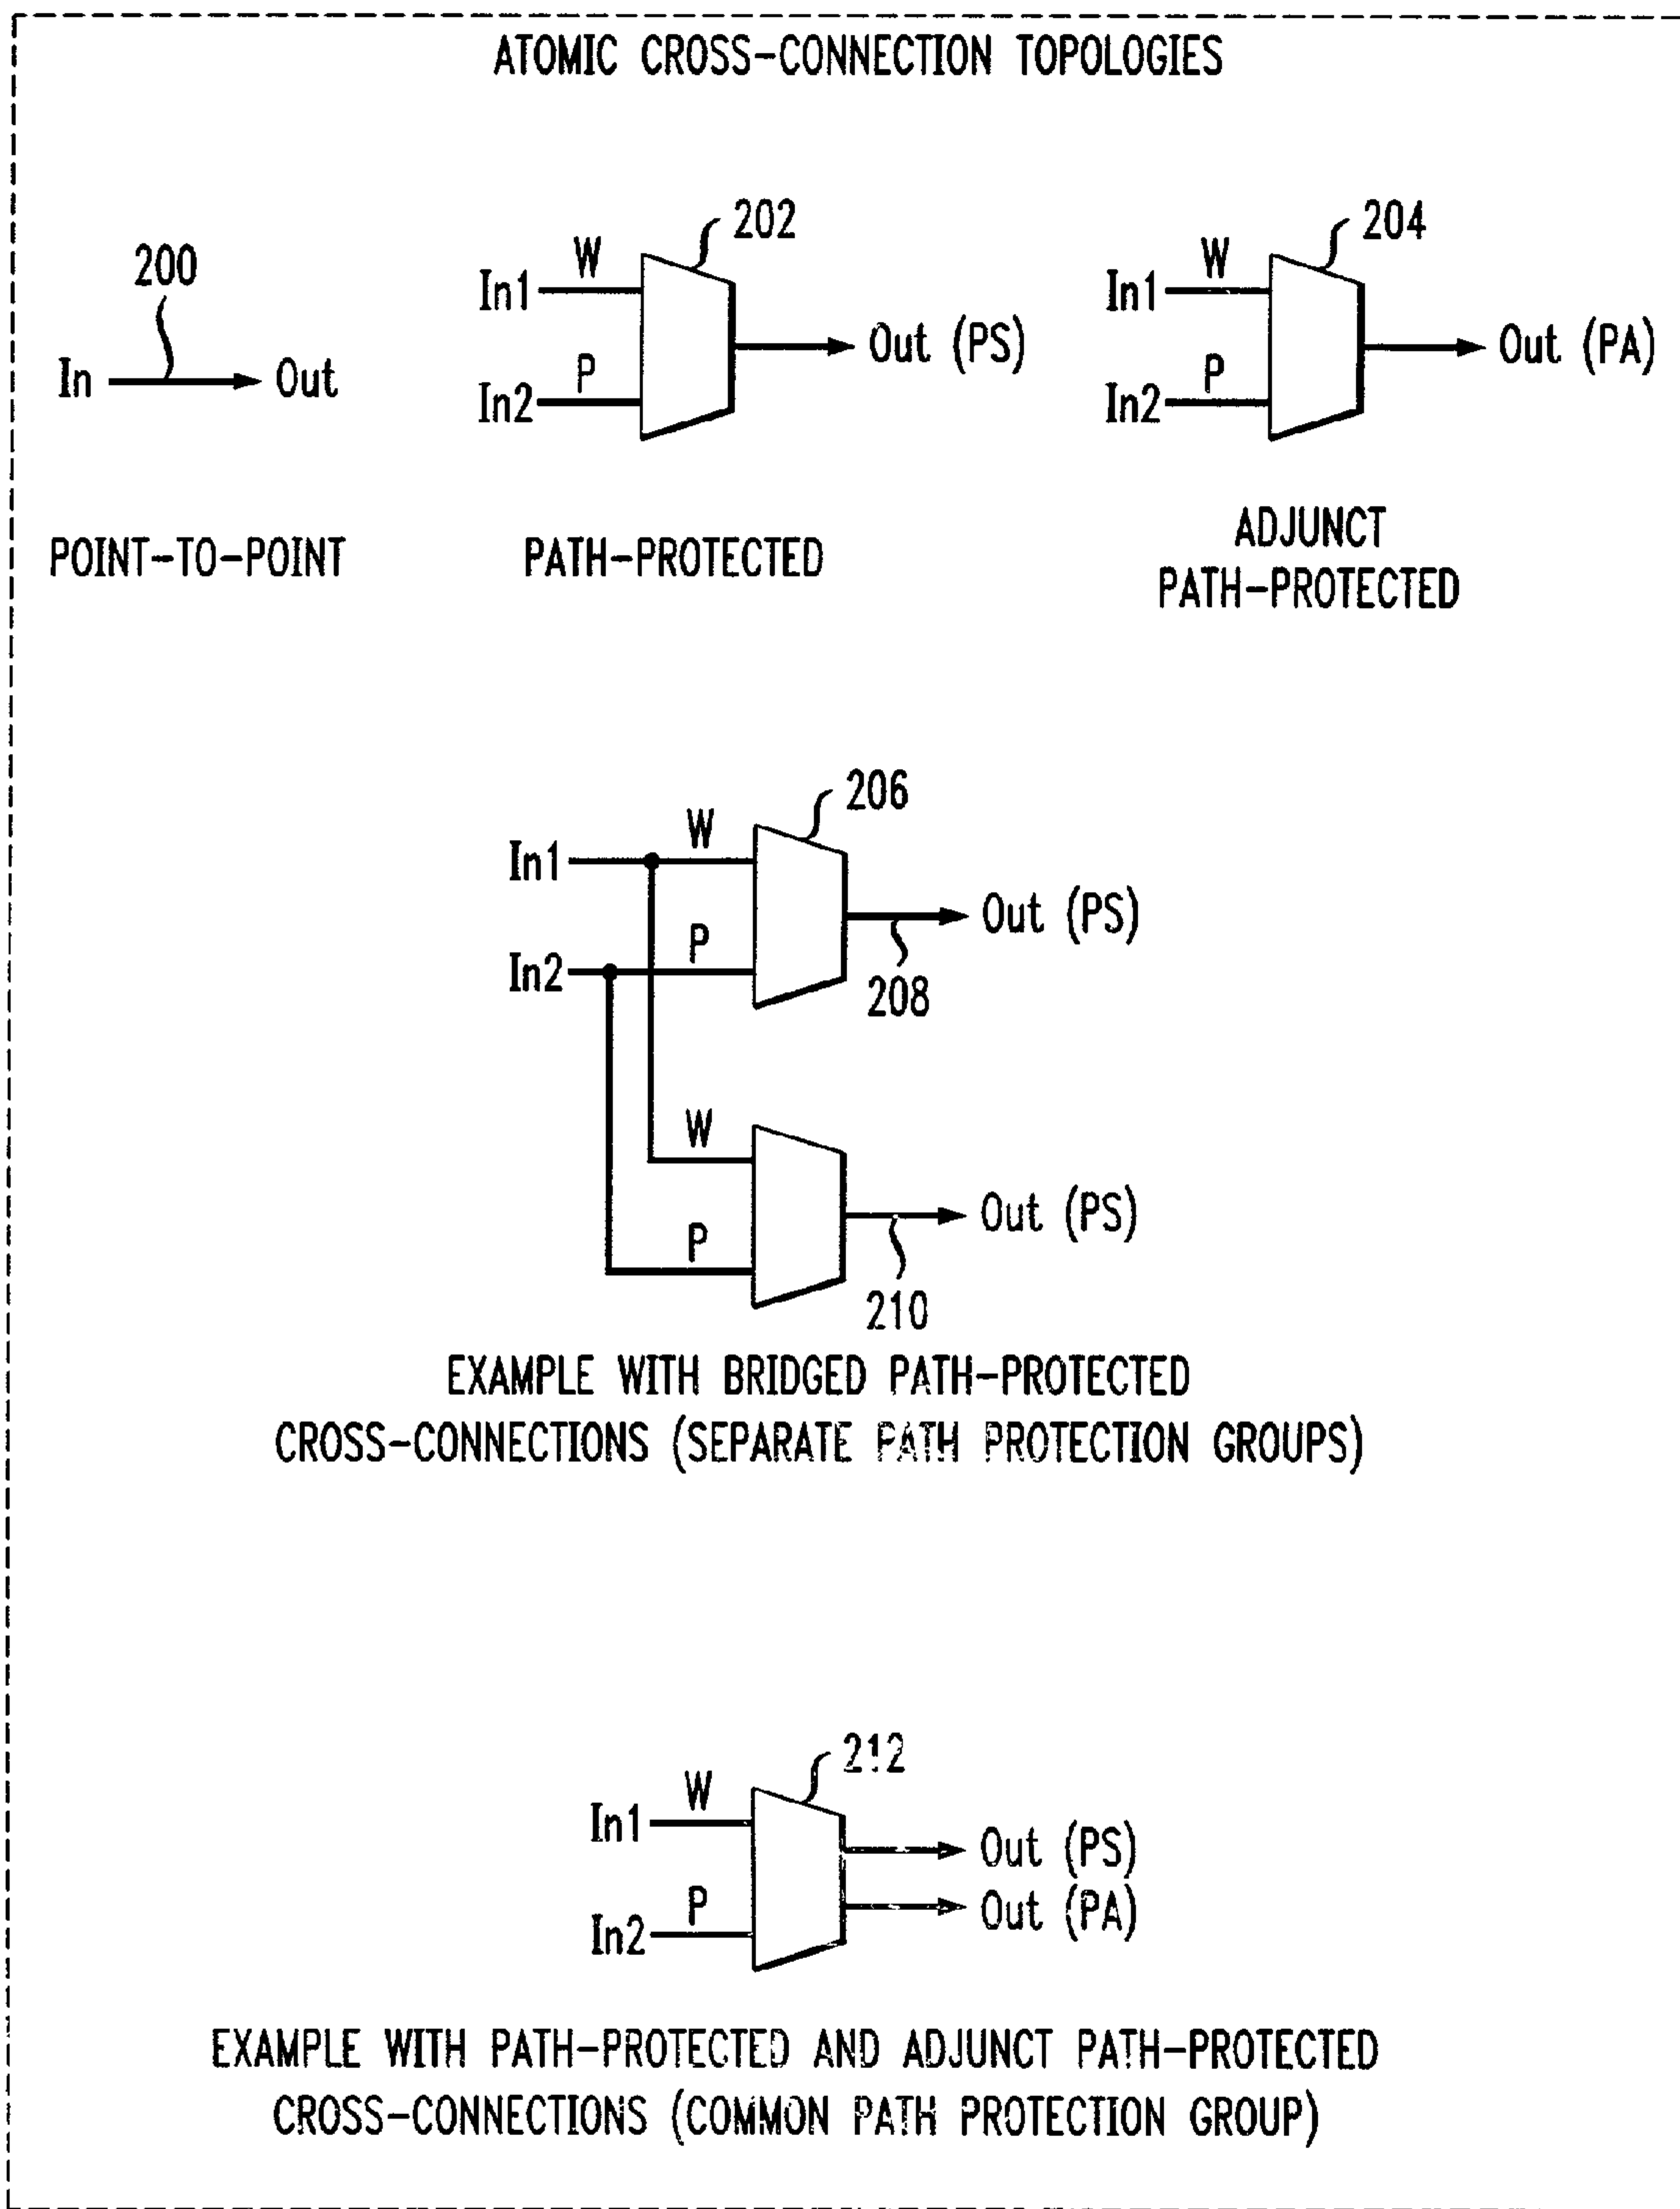 ATOMIC CROSS-CONNECTION TOPOLOGIES
200
In
Out
POINT-TO-POINT
202
W
In1
P
In2
Out (PS)
PATH-PROTECTED
204
W
In1
P
In2
Out (PA)
ADJUNCT
PATH-PROTECTED
206
W
In1
P
In2
Out (PS)
208
W
P
Out (PS)
210
EXAMPLE WITH BRIDGED PATH-PROTECTED
CROSS-CONNECTIONS (SEPARATE PATH PROTECTION GROUPS)
212
W
In1
P
In2
Out (PS)
Out (PA)
EXAMPLE WITH PATH-PROTECTED AND ADJUNCT PATH-PROTECTED
CROSS-CONNECTIONS (COMMON PATH PROTECTION GROUP)